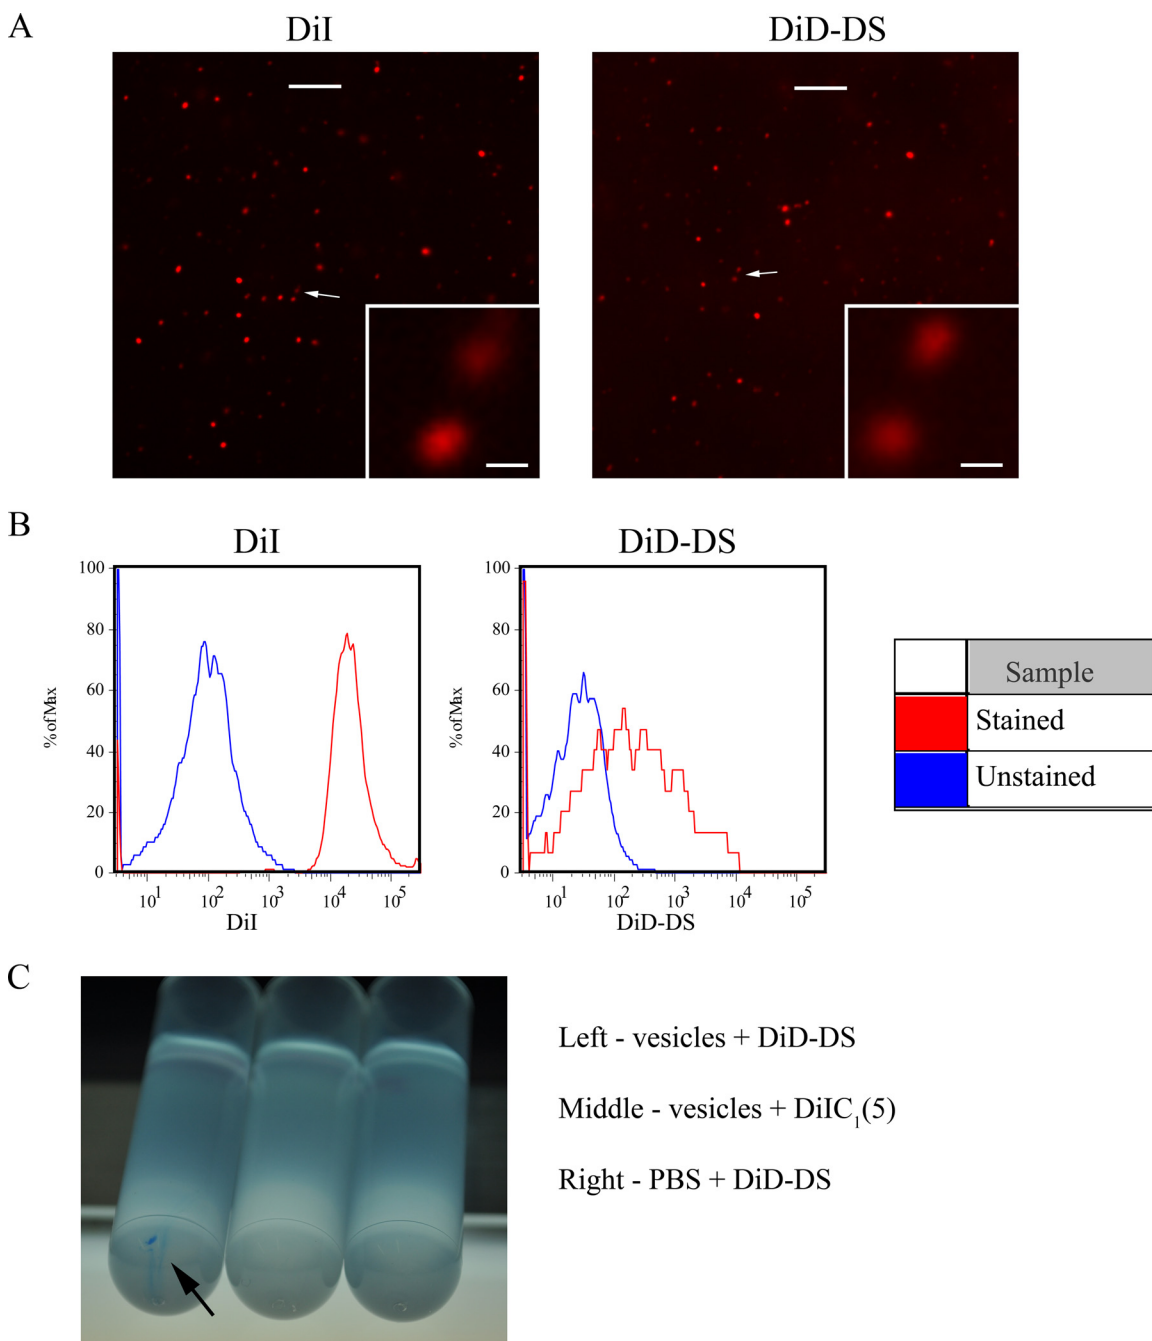 A
DiI
DiD-DS
B
DiI
DiD-DS
100
80
60
40
20
0
% of Max
10¹ 10² 10³ 10⁴ 10⁵
DiI
100
80
60
40
20
0
% of Max
10¹ 10² 10³ 10⁴ 10⁵
DiD-DS
Sample
Stained
Unstained
C
Left - vesicles + DiD-DS
Middle - vesicles + DiIC₁(5)
Right - PBS + DiD-DS